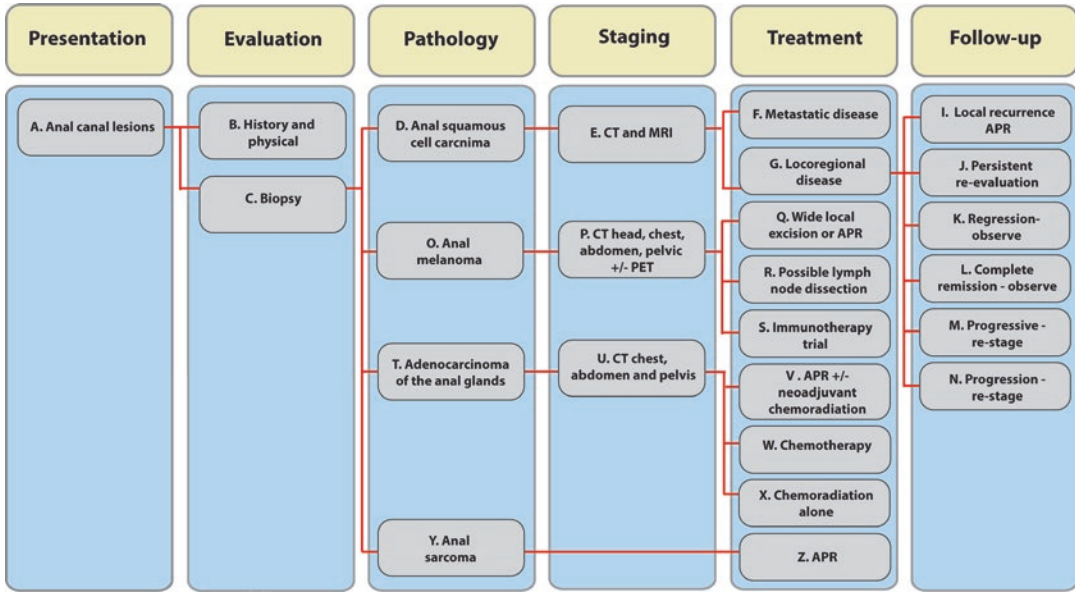 Presentation
Evaluation
Pathology
Staging
Treatment
Follow-up
A. Anal canal lesions
B. History and
physical
C. Biopsy
D. Anal squamous
cell carcnima
O. Anal
melanoma
T. Adenocarcinoma
of the anal glands
Y. Anal
sarcoma
E. CT and MRI
P. CT head, chest,
abdomen, pelvic
+/- PET
U. CT chest,
abdomen and pelvis
F. Metastatic disease
G. Locoregional
disease
Q. Wide local
excision or APR
R. Possible lymph
node dissection
S. Immunotherapy
trial
V . APR +/-
neoadjuvant
chemoradiation
W. Chemotherapy
X. Chemoradiation
alone
Z. APR
I. Local recurrence
APR
J. Persistent
re-evaluation
K. Regression-
observe
L. Complete
remission - observe
M. Progressive -
re-stage
N. Progression -
re-stage